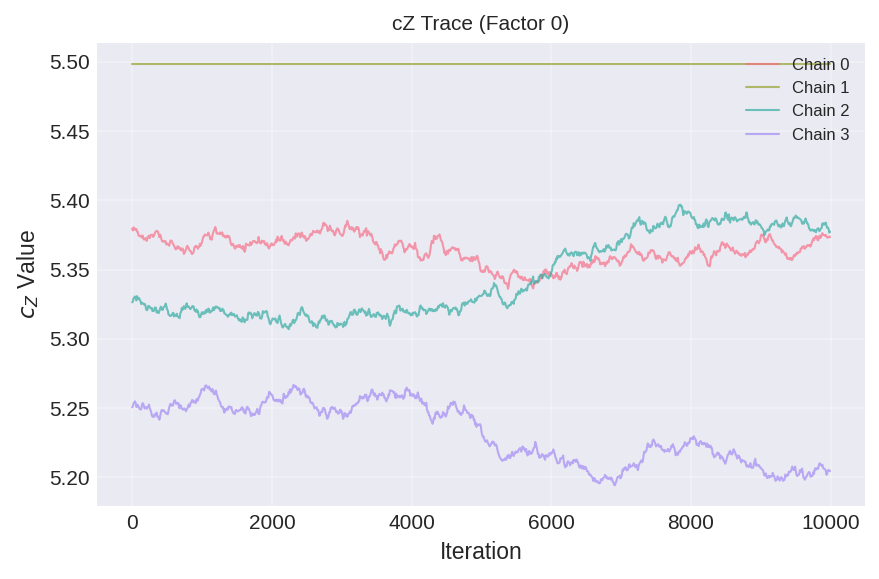 cZ Trace (Factor 0)
5.50
5.45
5.40
5.35
5.30
5.25
5.20
cZ Value
Chain 0
Chain 1
Chain 2
Chain 3
0
2000
4000
6000
8000
10000
Iteration